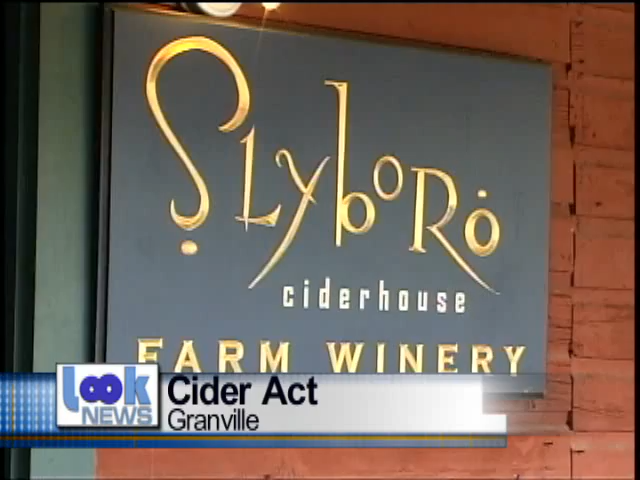 Slyboro
ciderhouse
FARM WINERY
Look NEWS
Cider Act
Granville